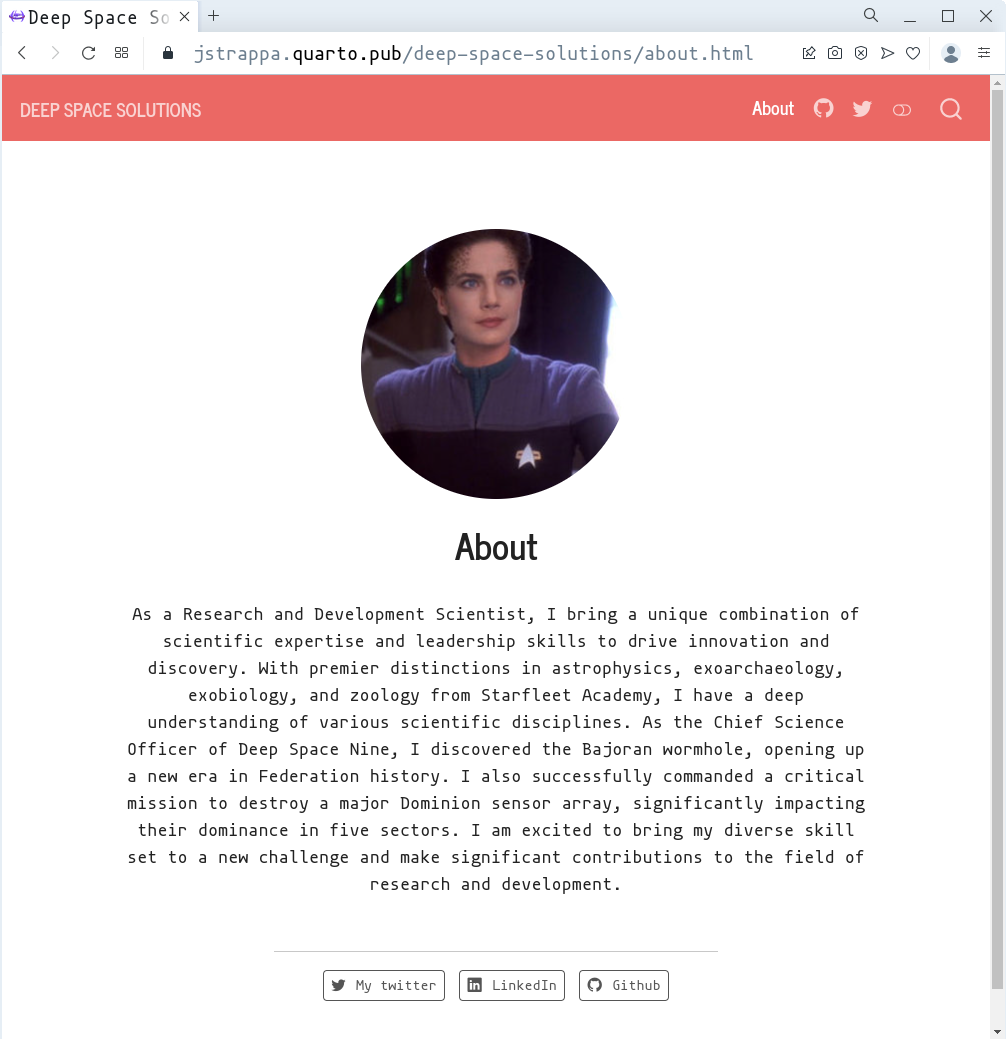 Deep Space So
jstrappa.quarto.pub/deep-space-solutions/about.html
DEEP SPACE SOLUTIONS
About
About
As a Research and Development Scientist, I bring a unique combination of
scientific expertise and leadership skills to drive innovation and
discovery. With premier distinctions in astrophysics, exoarchaeology,
exobiology, and zoology from Starfleet Academy, I have a deep
understanding of various scientific disciplines. As the Chief Science
Officer of Deep Space Nine, I discovered the Bajoran wormhole, opening up
a new era in Federation history. I also successfully commanded a critical
mission to destroy a major Dominion sensor array, significantly impacting
their dominance in five sectors. I am excited to bring my diverse skill
set to a new challenge and make significant contributions to the field of
research and development.
My twitter
LinkedIn
Github